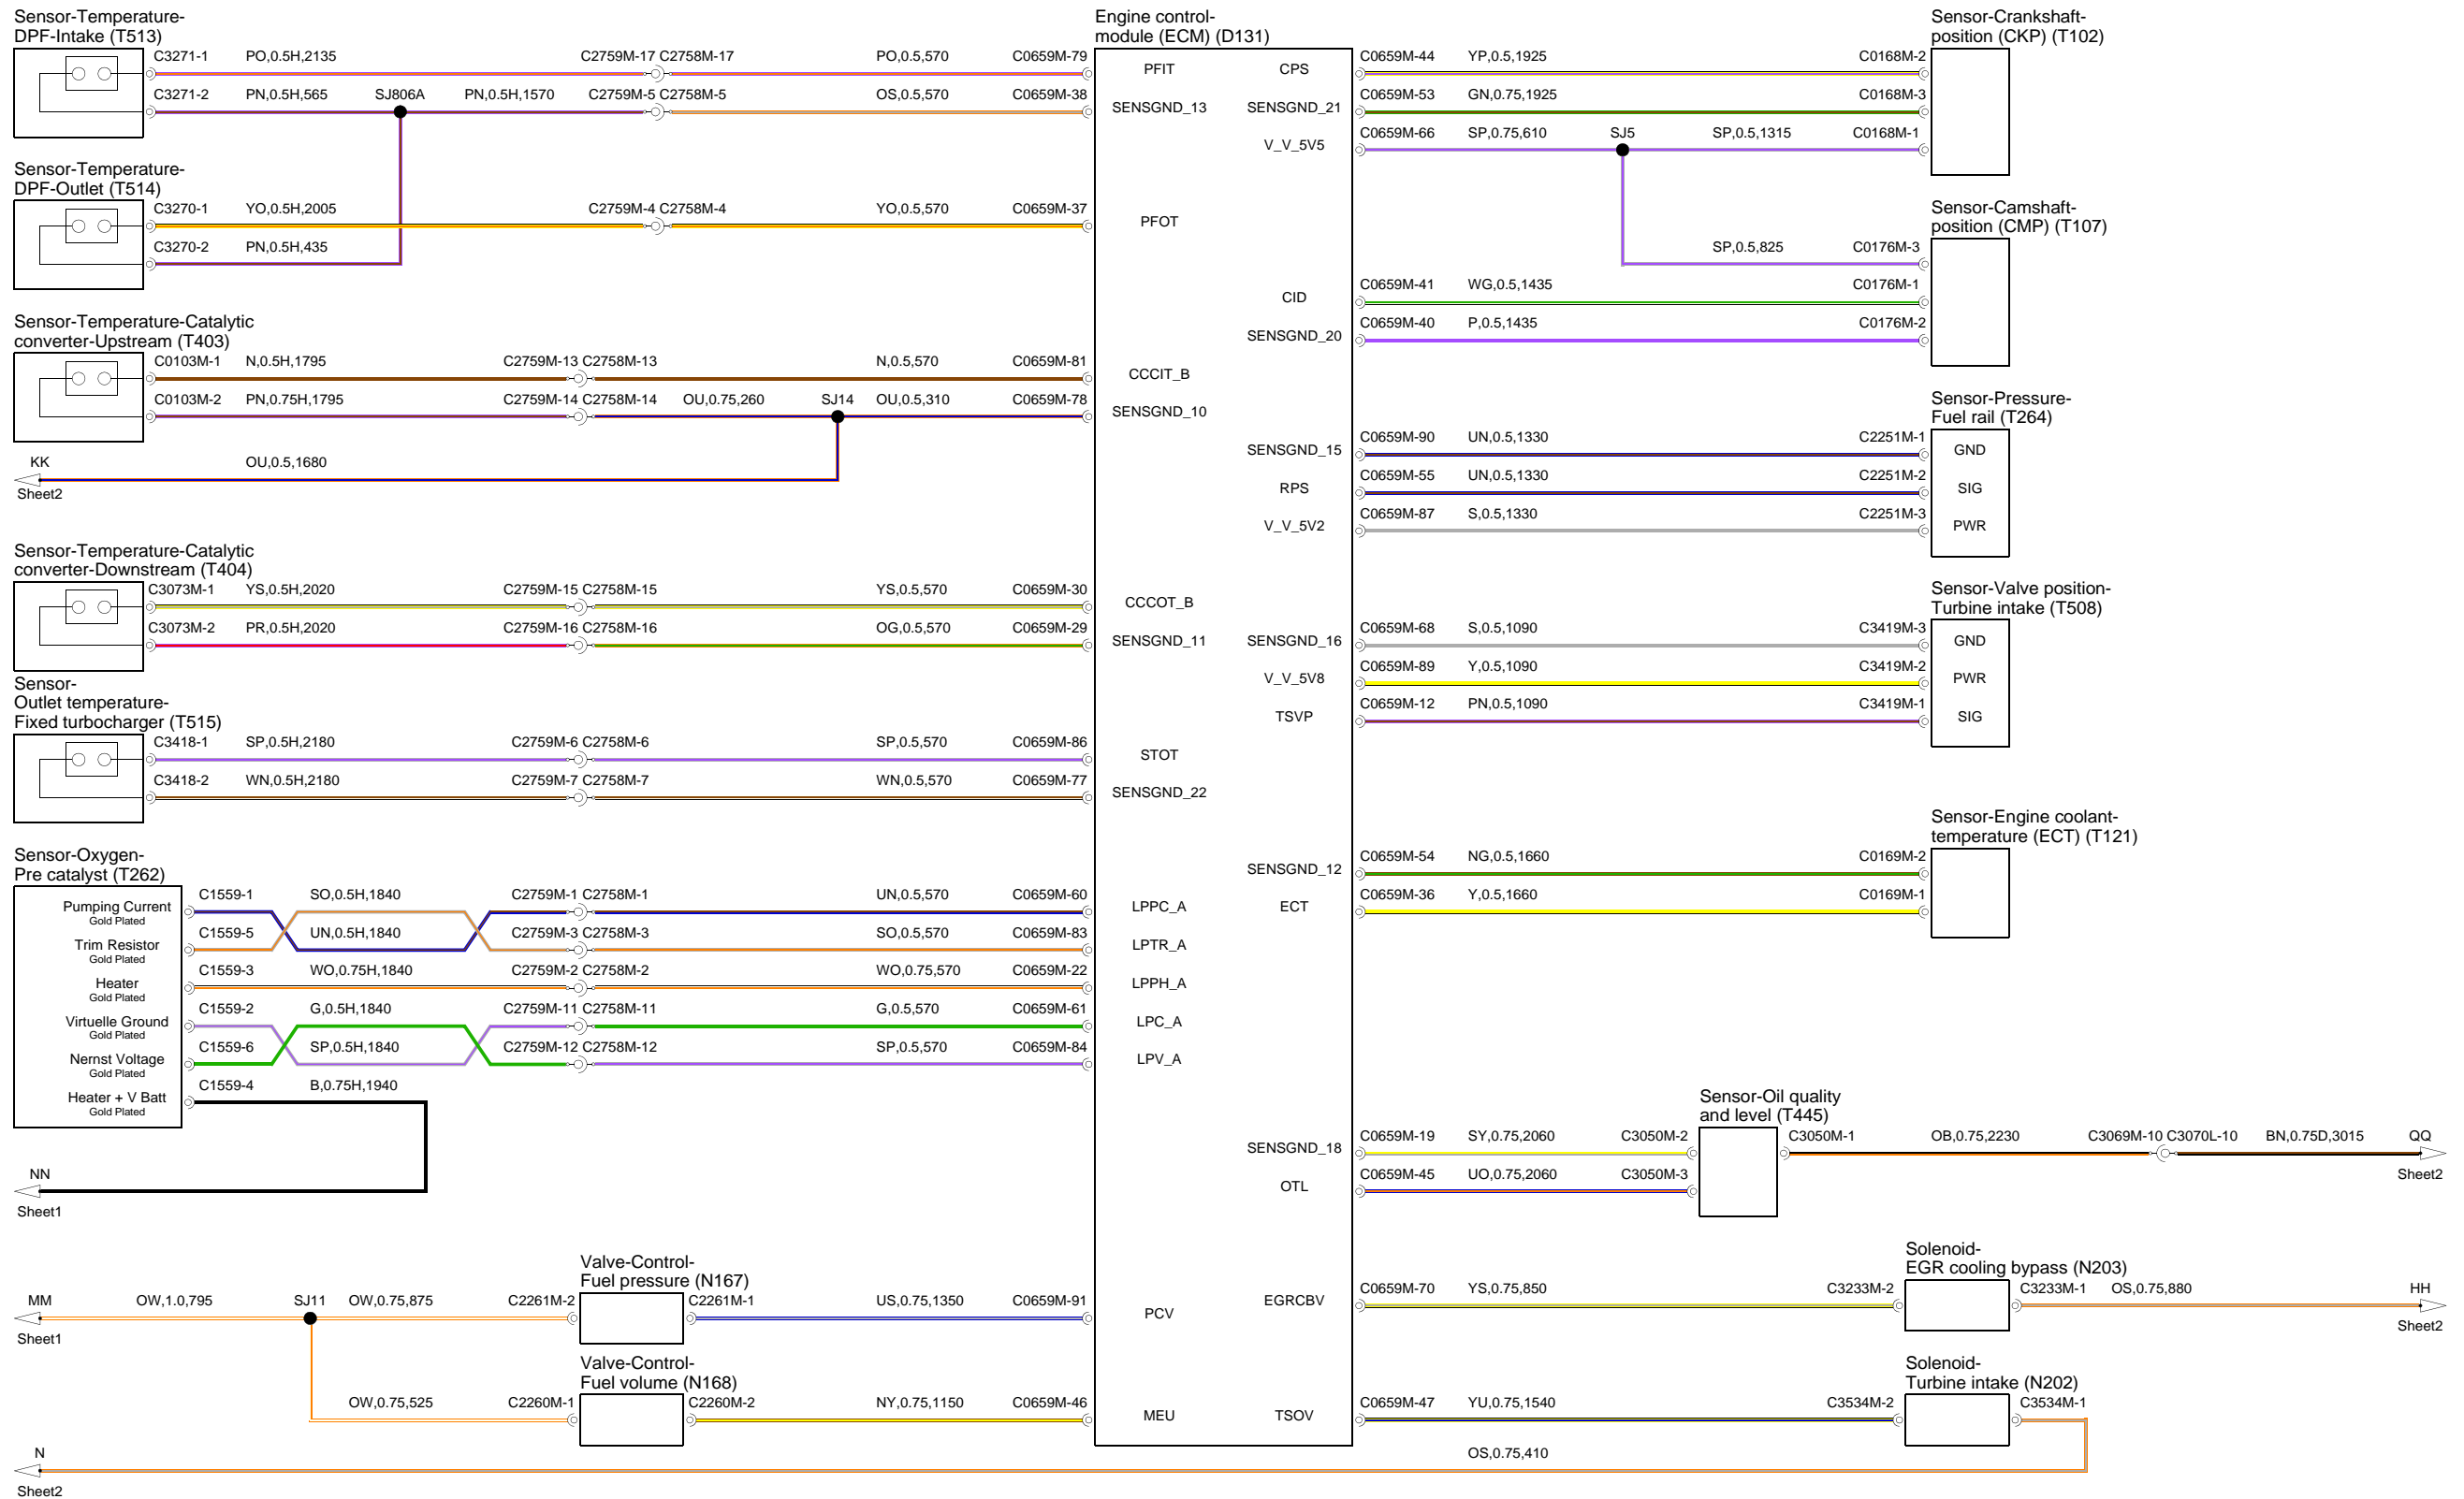 Sensor-Temperature-
DPF-Intake (T513)
C3271-1 PO,0.5H,2135 C2759M-17 C2758M-17 PO,0.5,570 C0659M-79
C3271-2 PN,0.5H,565 SJ806A PN,0.5H,1570 C2759M-5 C2758M-5 OS,0.5,570 C0659M-38
Sensor-Temperature-
DPF-Outlet (T514)
C3270-1 YO,0.5H,2005 C2759M-4 C2758M-4 YO,0.5,570 C0659M-37
C3270-2 PN,0.5H,435
Sensor-Temperature-Catalytic
converter-Upstream (T403)
C0103M-1 N,0.5H,1795 C2759M-13 C2758M-13 N,0.5,570 C0659M-81
C0103M-2 PN,0.75H,1795 C2759M-14 C2758M-14 OU,0.75,260 SJ14 OU,0.5,310 C0659M-78
KK OU,0.5,1680
Sheet2
Sensor-Temperature-Catalytic
converter-Downstream (T404)
C3073M-1 YS,0.5H,2020 C2759M-15 C2758M-15 YS,0.5,570 C0659M-30
C3073M-2 PR,0.5H,2020 C2759M-16 C2758M-16 OG,0.5,570 C0659M-29
Sensor-
Outlet temperature-
Fixed turbocharger (T515)
C3418-1 SP,0.5H,2180 C2759M-6 C2758M-6 SP,0.5,570 C0659M-86
C3418-2 WN,0.5H,2180 C2759M-7 C2758M-7 WN,0.5,570 C0659M-77
Sensor-Oxygen-
Pre catalyst (T262)
C1559-1 SO,0.5H,1840 C2759M-1 C2758M-1 UN,0.5,570 C0659M-60
Pumping Current
Gold Plated
C1559-5 UN,0.5H,1840 C2759M-3 C2758M-3 SO,0.5,570 C0659M-83
Trim Resistor
Gold Plated
C1559-3 WO,0.75H,1840 C2759M-2 C2758M-2 WO,0.75,570 C0659M-22
Heater
Gold Plated
C1559-2 G,0.5H,1840 C2759M-11 C2758M-11 G,0.5,570 C0659M-61
Virtuelle Ground
Gold Plated
C1559-6 SP,0.5H,1840 C2759M-12 C2758M-12 SP,0.5,570 C0659M-84
Nernst Voltage
Gold Plated
C1559-4 B,0.75H,1940
Heater + V Batt
Gold Plated
NN
Sheet1
Valve-Control-
Fuel pressure (N167)
MM OW,1.0,795 SJ11 OW,0.75,875 C2261M-2 C2261M-1 US,0.75,1350 C0659M-91
Sheet1
Valve-Control-
Fuel volume (N168)
OW,0.75,525 C2260M-1 C2260M-2 NY,0.75,1150 C0659M-46
N
Sheet2
Engine control-
module (ECM) (D131)
PFIT CPS
SENSGND_13 SENSGND_21
V_V_5V5
PFOT
CID
SENSGND_20
CCCIT_B
SENSGND_10
SENSGND_15
RPS
V_V_5V2
CCCOT_B
SENSGND_11 SENSGND_16
V_V_5V8
TSVP
STOT
SENSGND_22
SENSGND_12
LPPC_A ECT
LPTR_A
LPPH_A
LPC_A
LPV_A
SENSGND_18
OTL
EGRCBV
PCV
MEU TSOV
Sensor-Crankshaft-
position (CKP) (T102)
C0659M-44 YP,0.5,1925 C0168M-2
C0659M-53 GN,0.75,1925 C0168M-3
C0659M-66 SP,0.75,610 SJ5 SP,0.5,1315 C0168M-1
Sensor-Camshaft-
position (CMP) (T107)
SP,0.5,825 C0176M-3
C0659M-41 WG,0.5,1435 C0176M-1
C0659M-40 P,0.5,1435 C0176M-2
Sensor-Pressure-
Fuel rail (T264)
C0659M-90 UN,0.5,1330 C2251M-1
GND
C0659M-55 UN,0.5,1330 C2251M-2
SIG
C0659M-87 S,0.5,1330 C2251M-3
PWR
Sensor-Valve position-
Turbine intake (T508)
C0659M-68 S,0.5,1090 C3419M-3
GND
C0659M-89 Y,0.5,1090 C3419M-2
PWR
C0659M-12 PN,0.5,1090 C3419M-1
SIG
Sensor-Engine coolant-
temperature (ECT) (T121)
C0659M-54 NG,0.5,1660 C0169M-2
C0659M-36 Y,0.5,1660 C0169M-1
Sensor-Oil quality
and level (T445)
C0659M-19 SY,0.75,2060 C3050M-2 C3050M-1 OB,0.75,2230 C3069M-10 C3070L-10 BN,0.75D,3015 QQ
C0659M-45 UO,0.75,2060 C3050M-3 Sheet2
Solenoid-
EGR cooling bypass (N203)
C0659M-70 YS,0.75,850 C3233M-2 C3233M-1 OS,0.75,880 HH
Sheet2
Solenoid-
Turbine intake (N202)
C0659M-47 YU,0.75,1540 C3534M-2 C3534M-1
OS,0.75,410